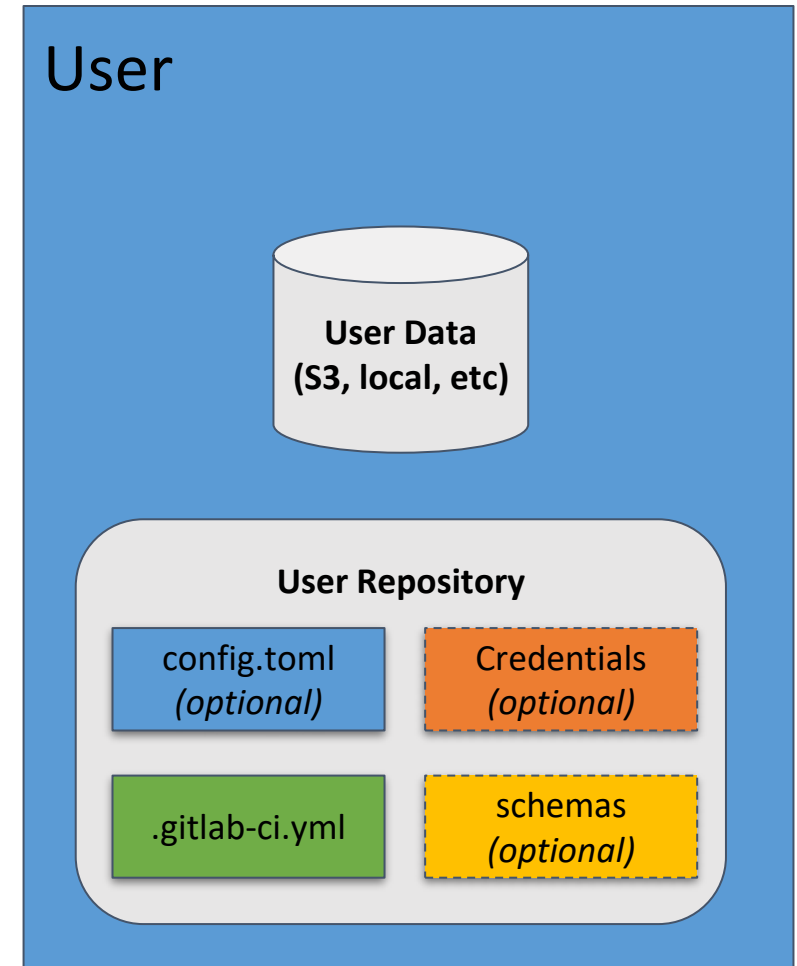 User
User Data
(S3, local, etc)
User Repository
config.toml
(optional)
Credentials
(optional)
.gitlab-ci.yml
schemas
(optional)